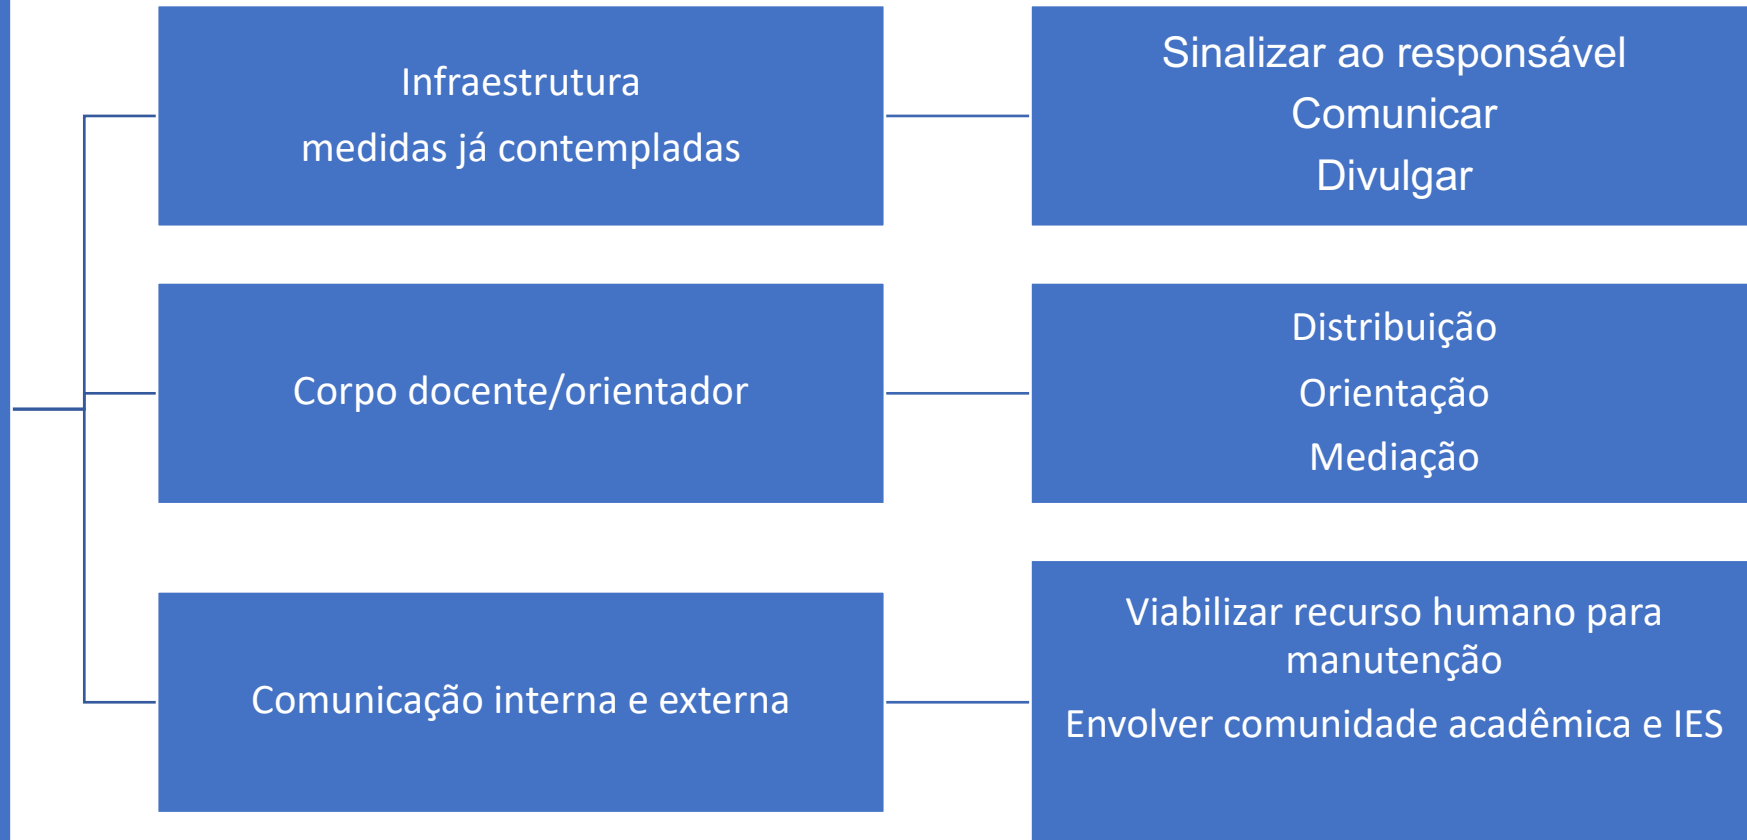 Infraestrutura
medidas já contempladas
Sinalizar ao responsável
Comunicar
Divulgar
Corpo docente/orientador
Distribuição
Orientação
Mediação
Comunicação interna e externa
Viabilizar recurso humano para
manutenção
Envolver comunidade acadêmica e IES